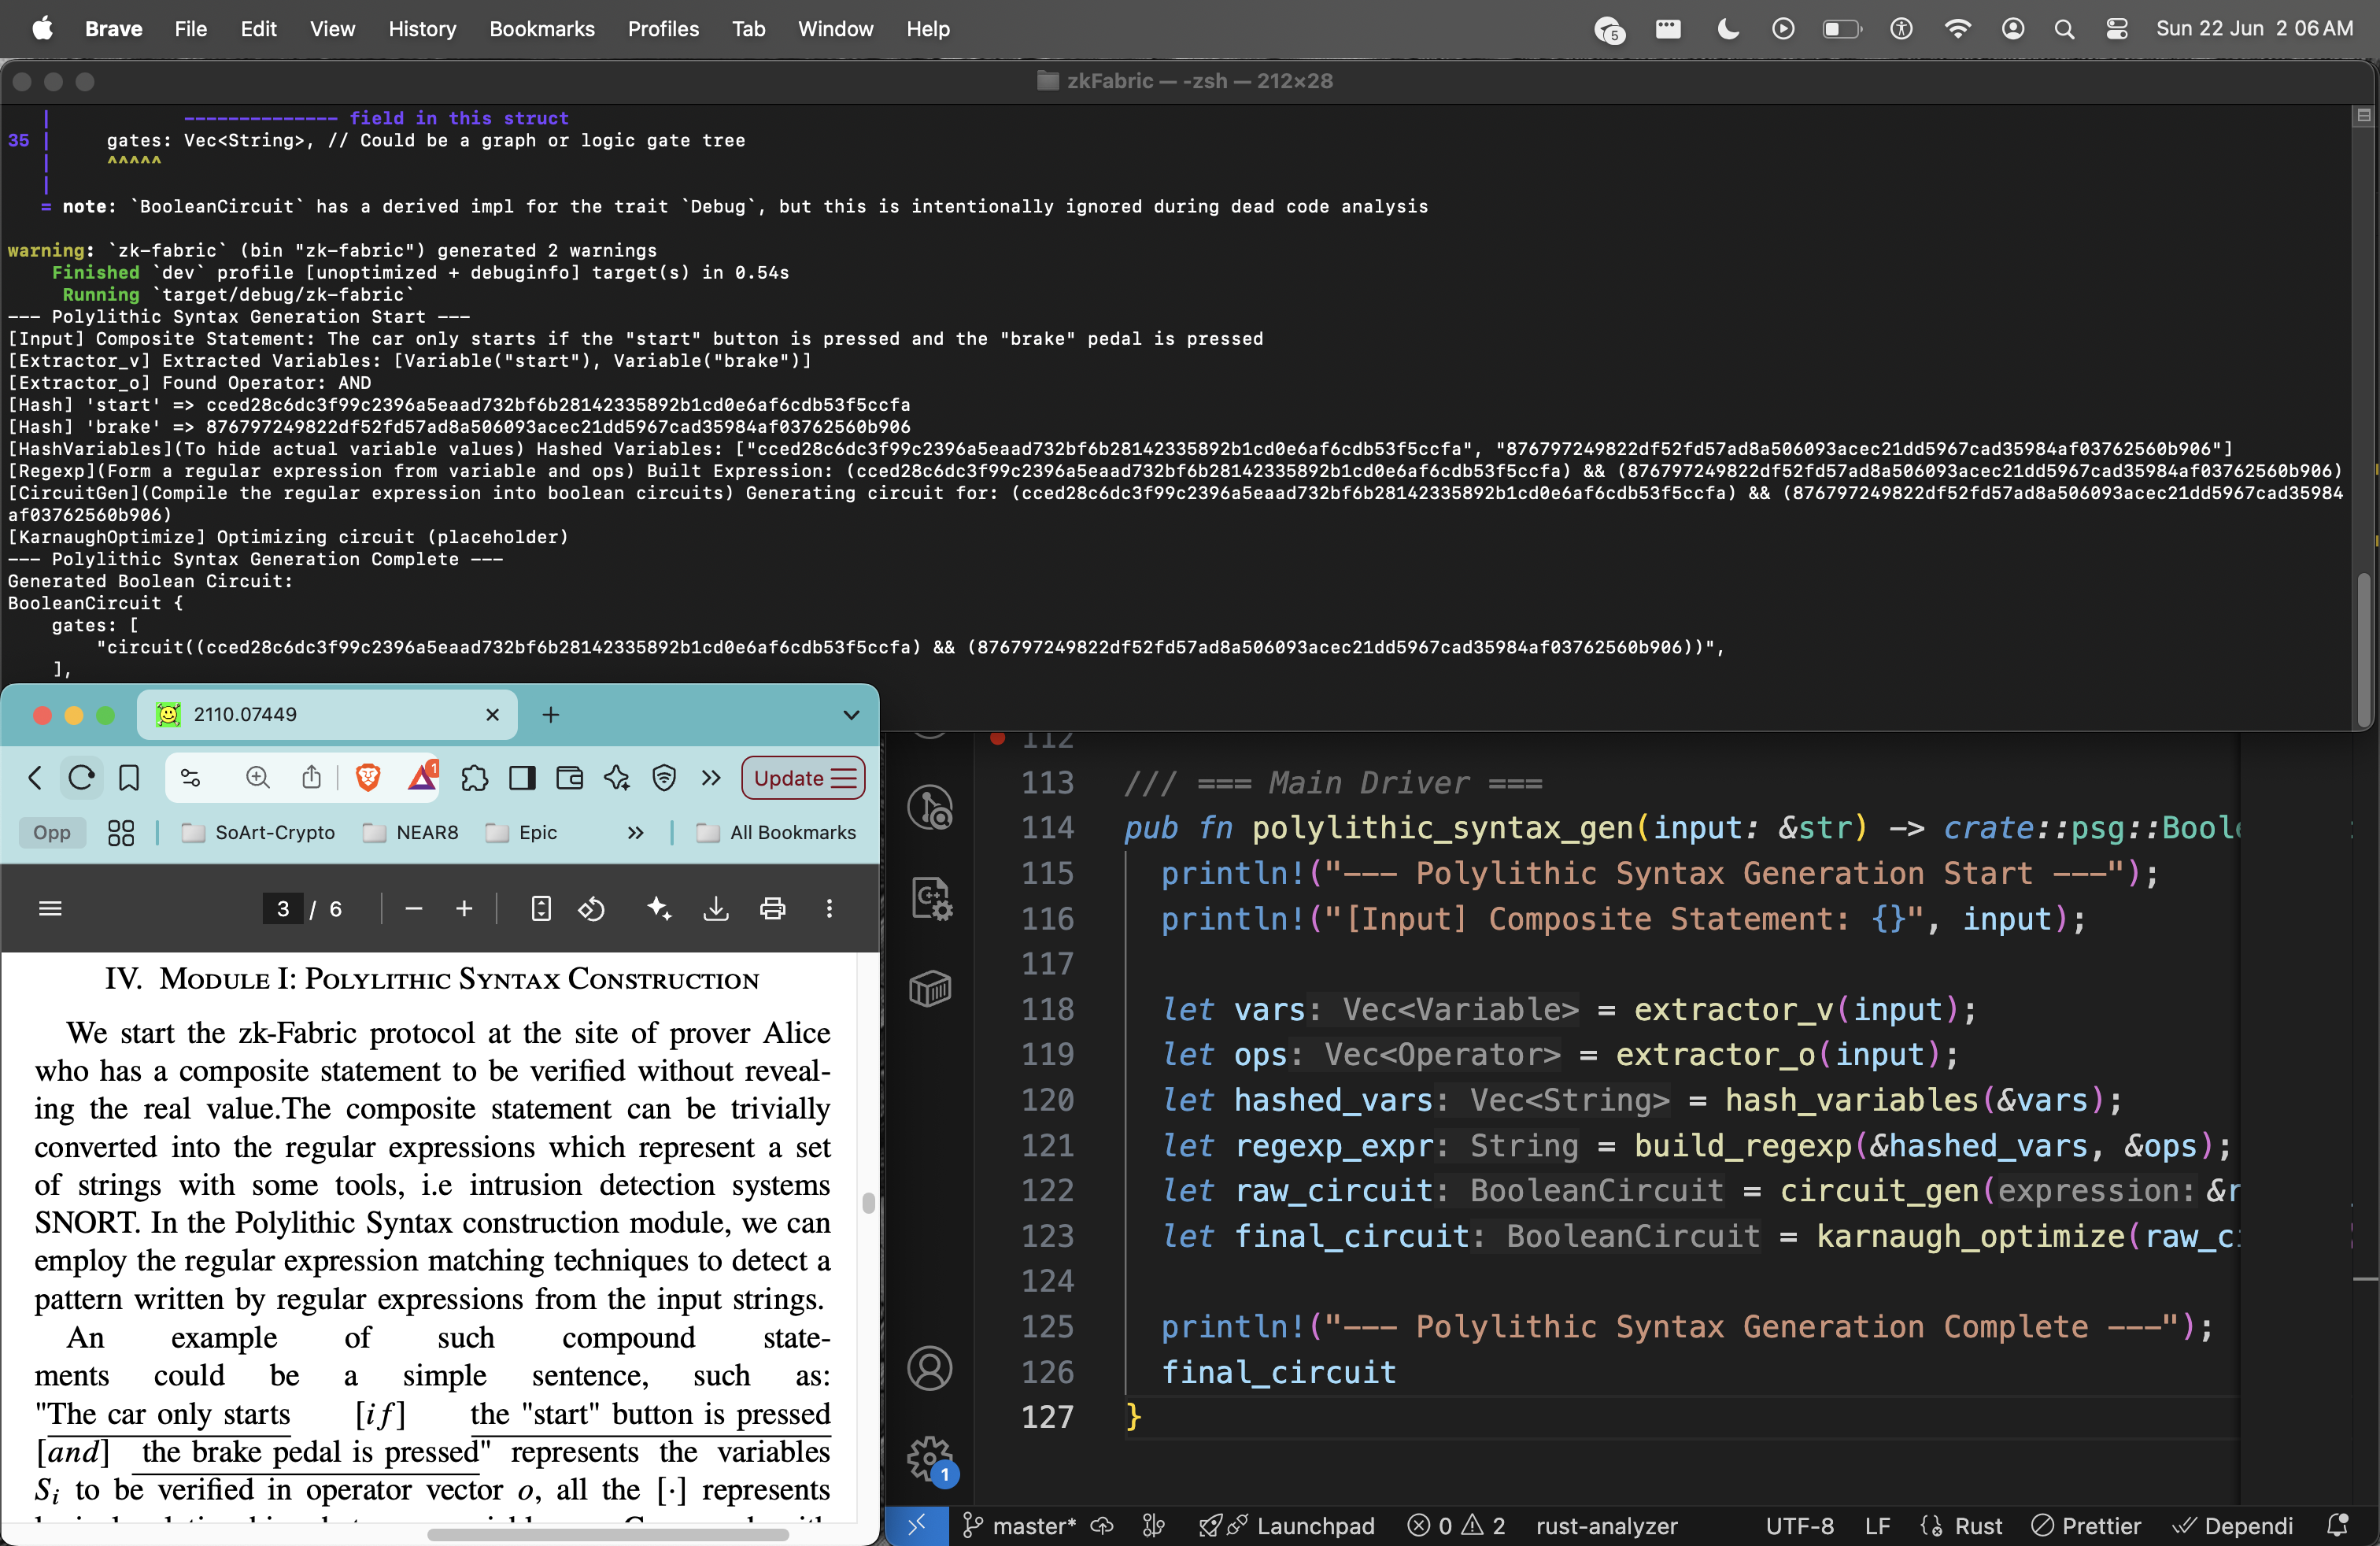 Brave File Edit View History Bookmarks Profiles Tab Window Help 5 Sun 22 Jun 2 06 AM
zkFabric — -zsh — 212×28
-------------- field in this struct
35 | gates: Vec<String>, // Could be a graph or logic gate tree
^^^^^
= note: `BooleanCircuit` has a derived impl for the trait `Debug`, but this is intentionally ignored during dead code analysis
warning: `zk-fabric` (bin "zk-fabric") generated 2 warnings
Finished `dev` profile [unoptimized + debuginfo] target(s) in 0.54s
Running `target/debug/zk-fabric`
--- Polylithic Syntax Generation Start ---
[Input] Composite Statement: The car only starts if the "start" button is pressed and the "brake" pedal is pressed
[Extractor_v] Extracted Variables: [Variable("start"), Variable("brake")]
[Extractor_o] Found Operator: AND
[Hash] 'start' => cced28c6dc3f99c2396a5eaad732bf6b28142335892b1cd0e6af6cdb53f5ccfa
[Hash] 'brake' => 876797249822df52fd57ad8a506093acec21dd5967cad35984af03762560b906
[HashVariables](To hide actual variable values) Hashed Variables: ["cced28c6dc3f99c2396a5eaad732bf6b28142335892b1cd0e6af6cdb53f5ccfa", "876797249822df52fd57ad8a506093acec21dd5967cad35984af03762560b906"]
[Regexp](Form a regular expression from variable and ops) Built Expression: (cced28c6dc3f99c2396a5eaad732bf6b28142335892b1cd0e6af6cdb53f5ccfa) && (876797249822df52fd57ad8a506093acec21dd5967cad35984af03762560b906)
[CircuitGen](Compile the regular expression into boolean circuits) Generating circuit for: (cced28c6dc3f99c2396a5eaad732bf6b28142335892b1cd0e6af6cdb53f5ccfa) && (876797249822df52fd57ad8a506093acec21dd5967cad35984
af03762560b906)
[KarnaughOptimize] Optimizing circuit (placeholder)
--- Polylithic Syntax Generation Complete ---
Generated Boolean Circuit:
BooleanCircuit {
gates: [
"circuit((cced28c6dc3f99c2396a5eaad732bf6b28142335892b1cd0e6af6cdb53f5ccfa) && (876797249822df52fd57ad8a506093acec21dd5967cad35984af03762560b906))",
],
2110.07449
1 Update
Opp SoArt-Crypto NEAR8 Epic » All Bookmarks
3 / 6
IV. Module I: Polylithic Syntax Construction
We start the zk-Fabric protocol at the site of prover Alice
who has a composite statement to be verified without reveal-
ing the real value.The composite statement can be trivially
converted into the regular expressions which represent a set
of strings with some tools, i.e intrusion detection systems
SNORT. In the Polylithic Syntax construction module, we can
employ the regular expression matching techniques to detect a
pattern written by regular expressions from the input strings.
An example of such compound state-
ments could be a simple sentence, such as:
"The car only starts [if] the "start" button is pressed
[and] the brake pedal is pressed" represents the variables
Si to be verified in operator vector o, all the [·] represents
112
113 /// === Main Driver ===
114 pub fn polylithic_syntax_gen(input: &str) -> crate::psg::Boole
115 println!("--- Polylithic Syntax Generation Start ---");
116 println!("[Input] Composite Statement: {}", input);
117
118 let vars: Vec<Variable> = extractor_v(input);
119 let ops: Vec<Operator> = extractor_o(input);
120 let hashed_vars: Vec<String> = hash_variables(&vars);
121 let regexp_expr: String = build_regexp(&hashed_vars, &ops);
122 let raw_circuit: BooleanCircuit = circuit_gen(expression: &r
123 let final_circuit: BooleanCircuit = karnaugh_optimize(raw_c
124
125 println!("--- Polylithic Syntax Generation Complete ---");
126 final_circuit
127 }
1
master* Launchpad 0 2 rust-analyzer UTF-8 LF Rust Prettier Dependi